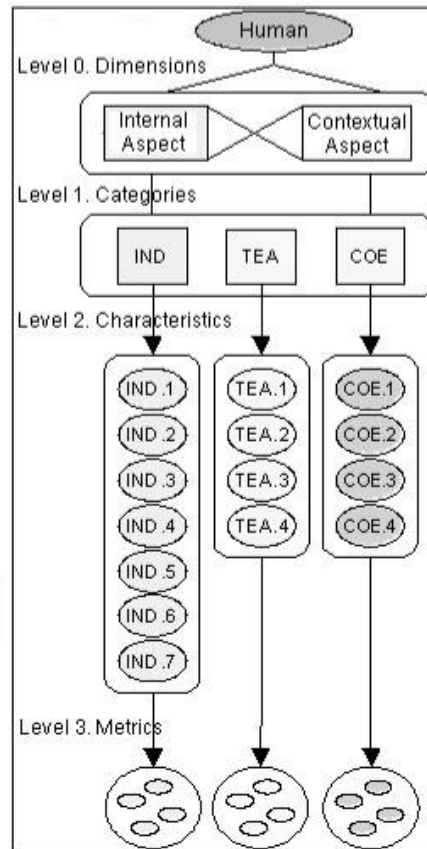 Human
Level 0. Dimensions
Internal
Aspect
Contextual
Aspect
Level 1. Categories
IND
TEA
COE
Level 2. Characteristics
IND.1
IND.2
IND.3
IND.4
IND.5
IND.6
IND.7
TEA.1
TEA.2
TEA.3
TEA.4
COE.1
COE.2
COE.3
COE.4
Level 3. Metrics